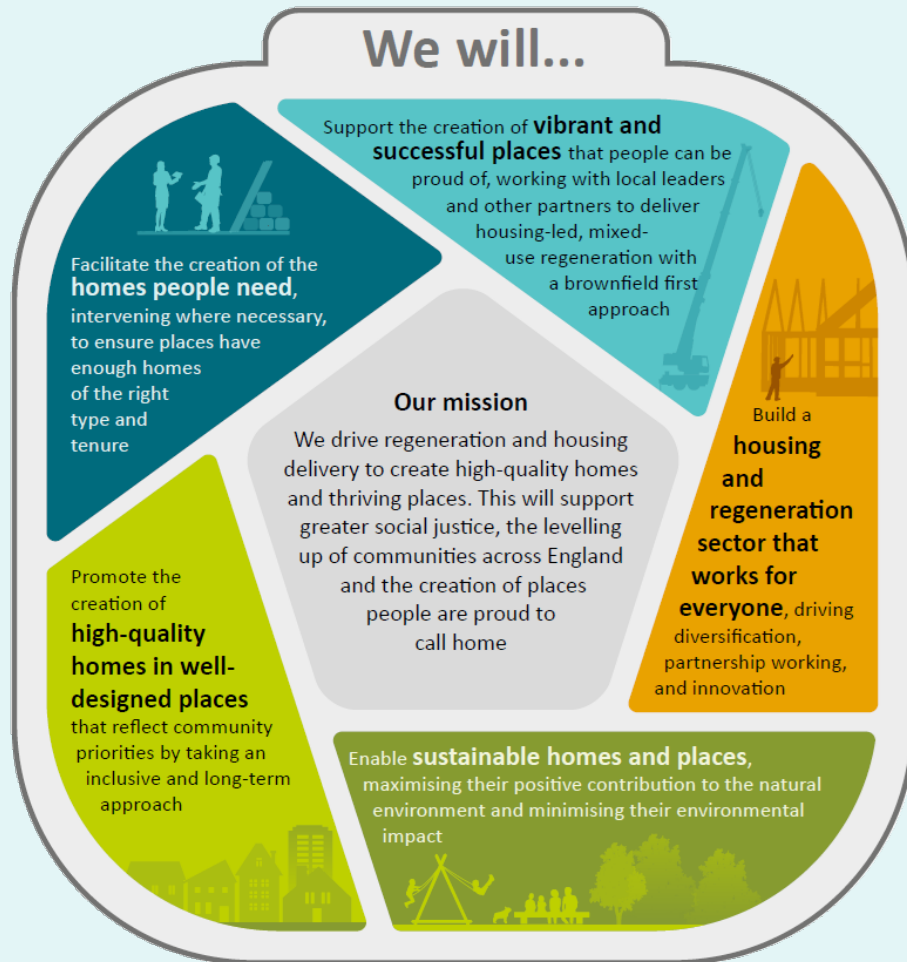 We will...
Support the creation of vibrant and
successful places that people can be
proud of, working with local leaders
and other partners to deliver
housing-led, mixed-
use regeneration with
a brownfield first
approach
Build a
housing
and
regeneration
sector that
works for
everyone, driving
diversification,
partnership working,
and innovation
Enable sustainable homes and places,
maximising their positive contribution to the natural
environment and minimising their environmental
impact
Promote the
creation of
high-quality
homes in well-
designed places
that reflect community
priorities by taking an
inclusive and long-term
approach
Facilitate the creation of the
homes people need,
intervening where necessary,
to ensure places have
enough homes
of the right
type and
tenure
Our mission
We drive regeneration and housing
delivery to create high-quality homes
and thriving places. This will support
greater social justice, the levelling
up of communities across England
and the creation of places
people are proud to
call home